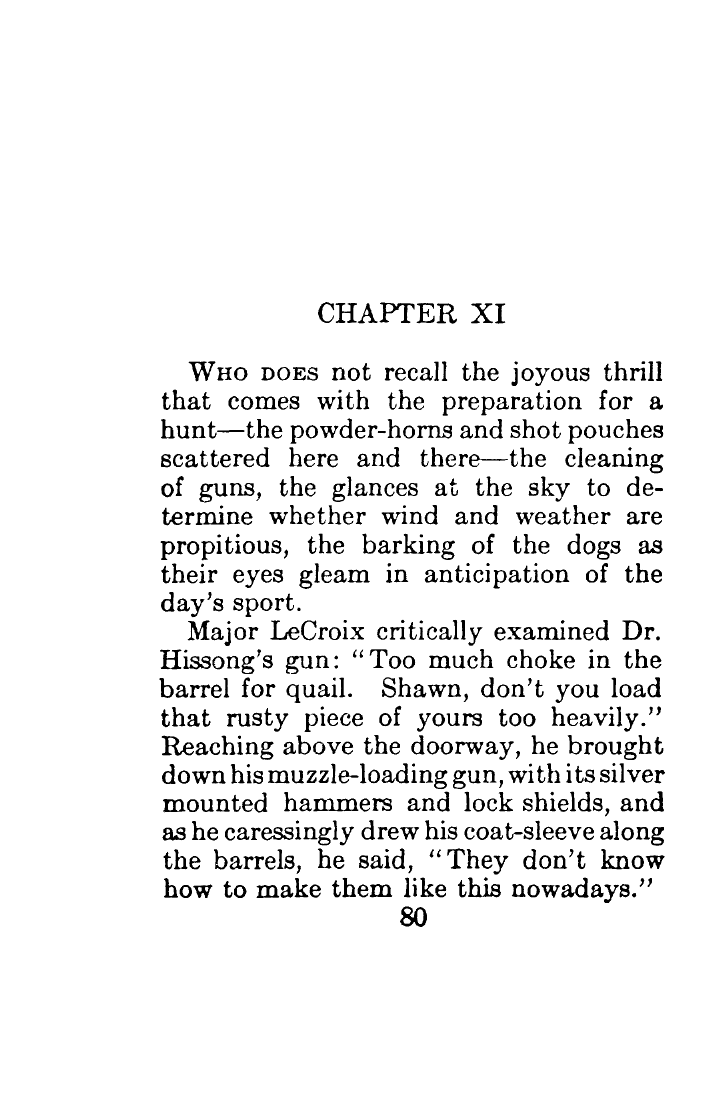 CHAPTER XI
WHO DOES not recall the joyous thrill
that comes with the preparation for a
hunt—the powder-horns and shot pouches
scattered here and there—the cleaning
of guns, the glances at the sky to de-
termine whether wind and weather are
propitious, the barking of the dogs as
their eyes gleam in anticipation of the
day's sport.
Major LeCroix critically examined Dr.
Hissong's gun: "Too much choke in the
barrel for quail. Shawn, don't you load
that rusty piece of yours too heavily."
Reaching above the doorway, he brought
down his muzzle-loading gun, with its silver
mounted hammers and lock shields, and
as he caressingly drew his coat-sleeve along
the barrels, he said, "They don't know
how to make them like this nowadays."
80